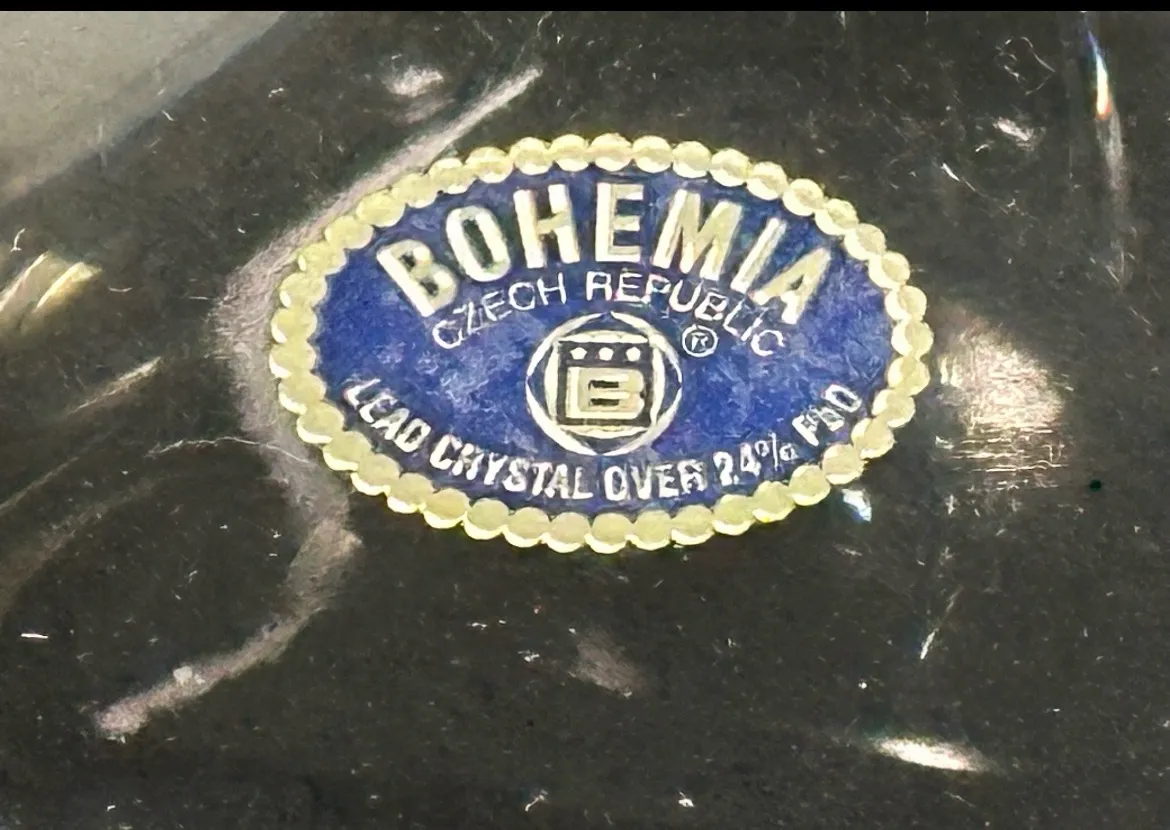 BOHEMIA
CZECH REPUBLIC
®
B
LEAD CRYSTAL OVER 24% PbO